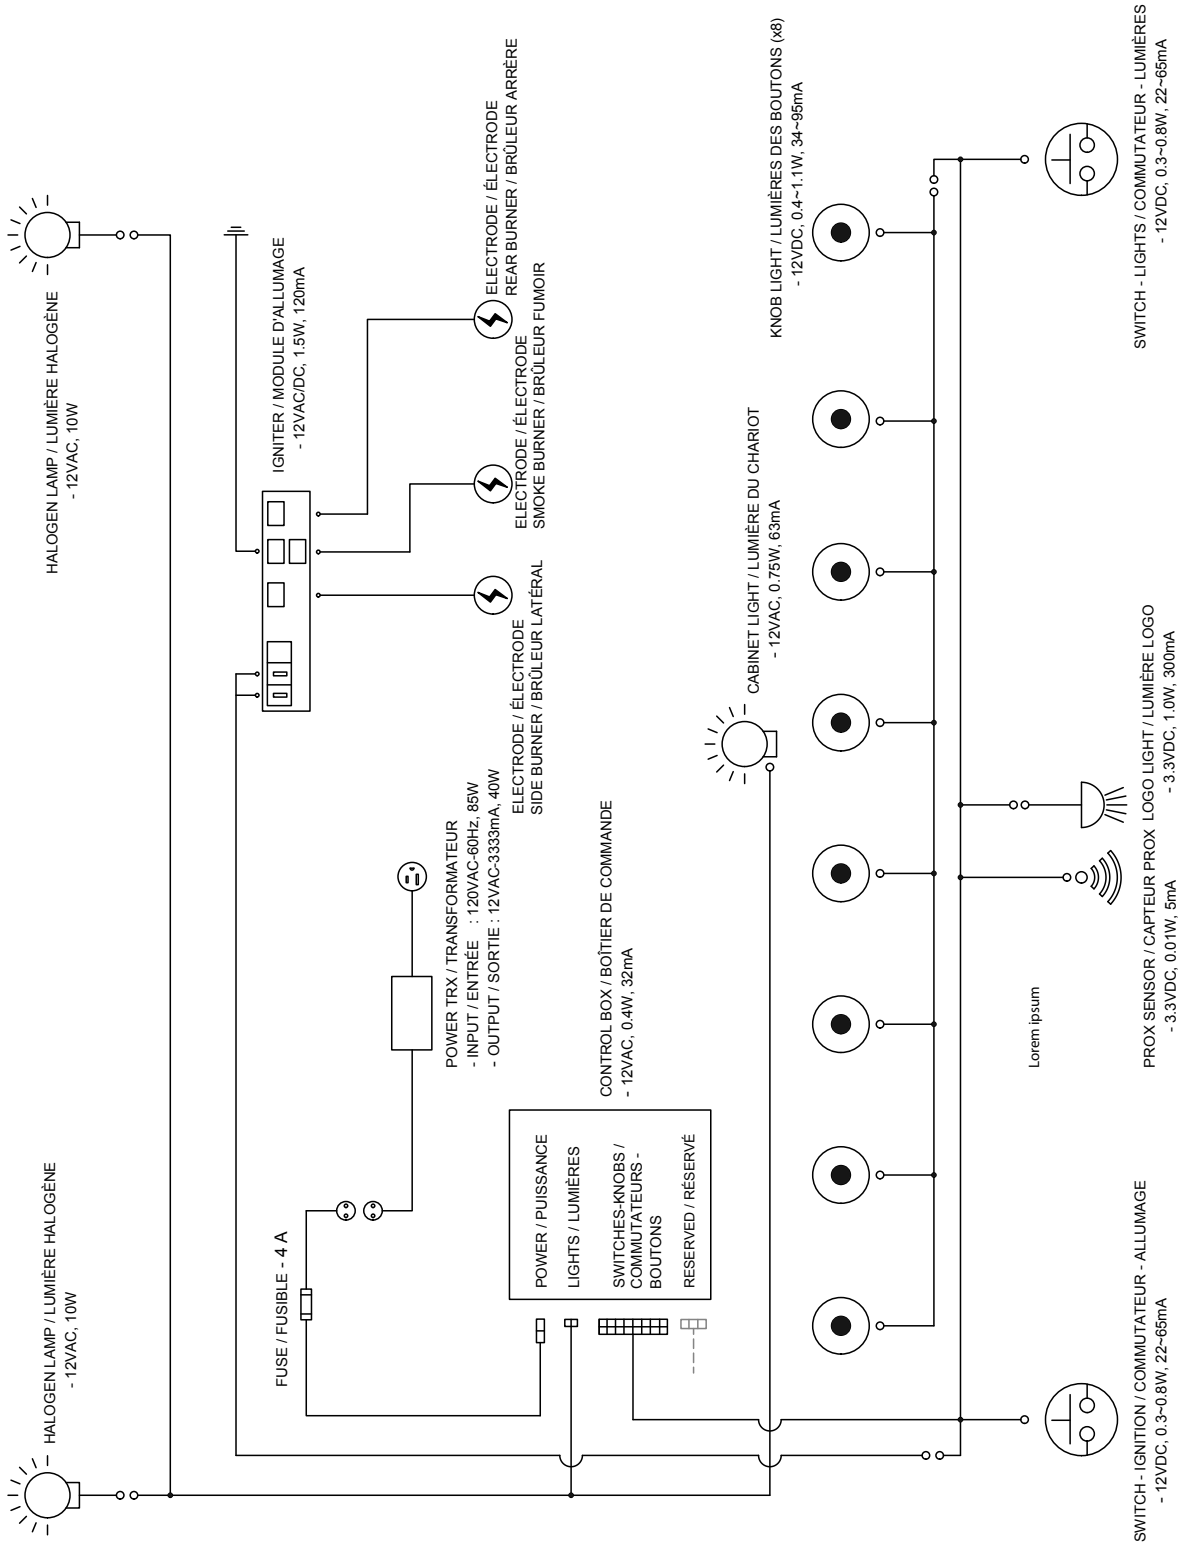 HALOGEN LAMP / LUMIÈRE HALOGÈNE
- 12VAC, 10W
HALOGEN LAMP / LUMIÈRE HALOGÈNE
- 12VAC, 10W
IGNITER / MODULE D'ALLUMAGE
- 12VAC/DC, 1.5W, 120mA
FUSE / FUSIBLE - 4 A
POWER TRX / TRANSFORMATEUR
- INPUT / ENTRÉE : 120VAC-60Hz, 85W
- OUTPUT / SORTIE : 12VAC-3333mA, 40W
ELECTRODE / ÉLECTRODE
SIDE BURNER / BRÛLEUR LATÉRAL
ELECTRODE / ÉLECTRODE
SMOKE BURNER / BRÛLEUR FUMOIR
ELECTRODE / ÉLECTRODE
REAR BURNER / BRÛLEUR ARRÈRE
POWER / PUISSANCE
LIGHTS / LUMIÈRES
SWITCHES-KNOBS /
COMMUTATEURS -
BOUTONS
RESERVED / RÉSERVÉ
CONTROL BOX / BOÎTIER DE COMMANDE
- 12VAC, 0.4W, 32mA
CABINET LIGHT / LUMIÈRE DU CHARIOT
- 12VAC, 0.75W, 63mA
KNOB LIGHT / LUMIÈRES DES BOUTONS (x8)
- 12VDC, 0.4~1.1W, 34~95mA
Lorem ipsum
SWITCH - IGNITION / COMMUTATEUR - ALLUMAGE
- 12VDC, 0.3~0.8W, 22~65mA
PROX SENSOR / CAPTEUR PROX
- 3.3VDC, 0.01W, 5mA
LOGO LIGHT / LUMIÈRE LOGO
- 3.3VDC, 1.0W, 300mA
SWITCH - LIGHTS / COMMUTATEUR - LUMIÈRES
- 12VDC, 0.3~0.8W, 22~65mA